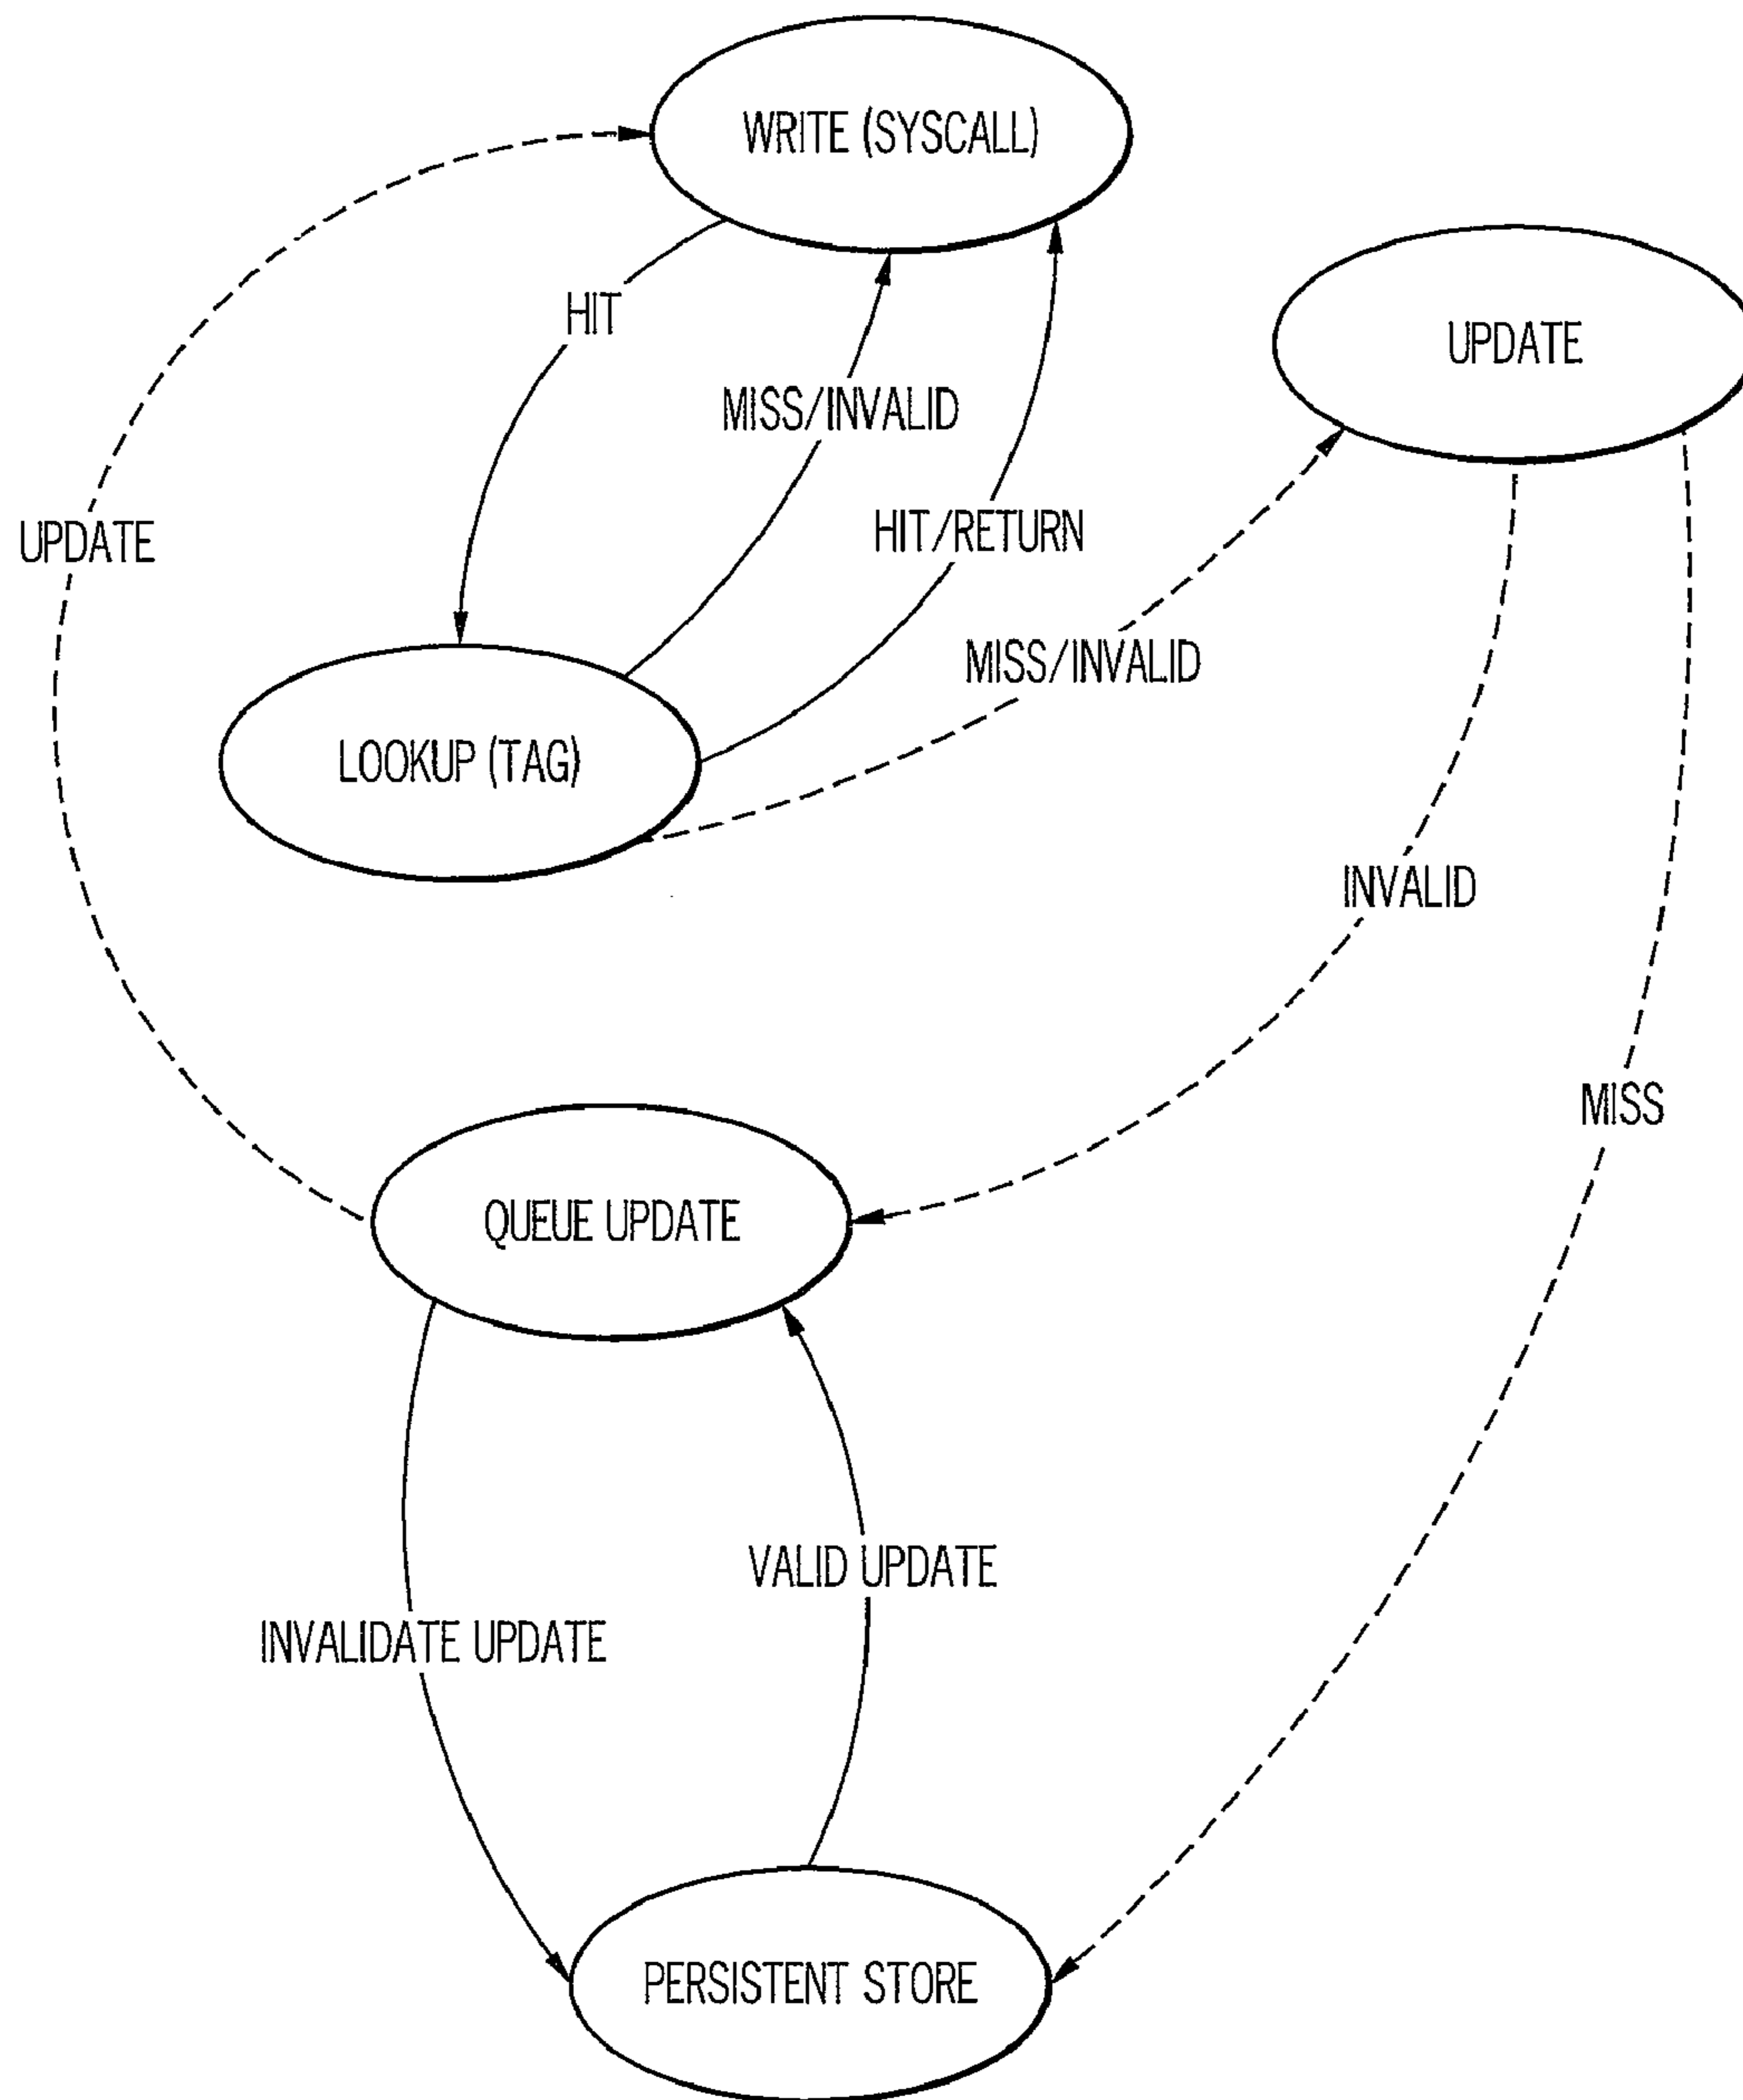 WRITE (SYSCALL)
HIT
UPDATE
MISS/INVALID
HIT/RETURN
UPDATE
MISS/INVALID
LOOKUP (TAG)
INVALID
MISS
QUEUE UPDATE
VALID UPDATE
INVALIDATE UPDATE
PERSISTENT STORE